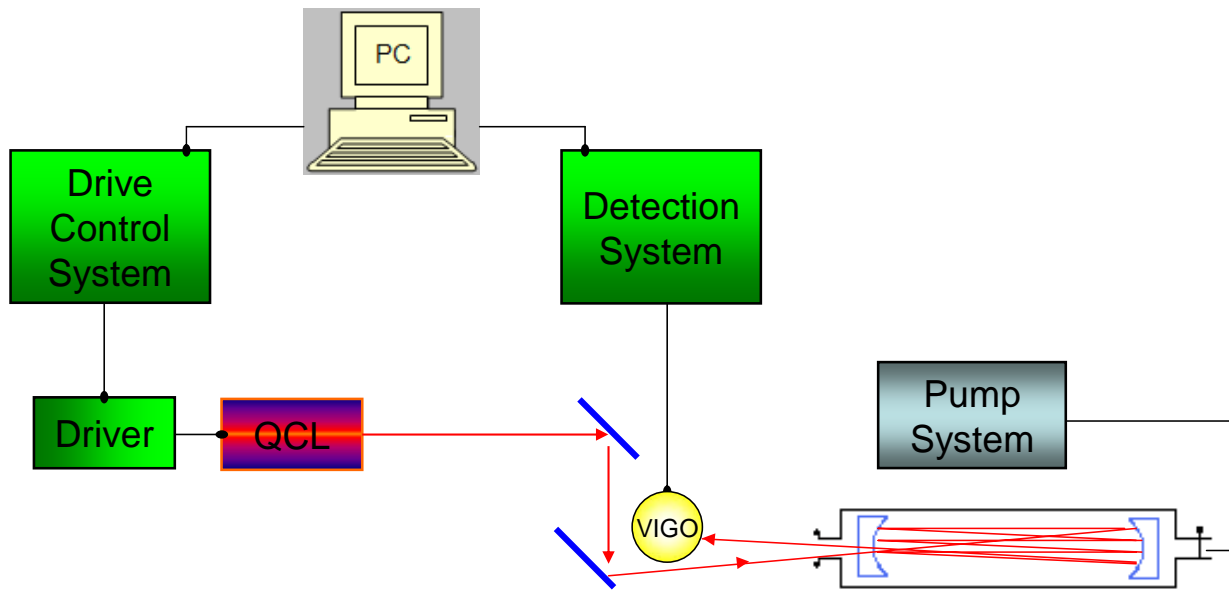 PC
Drive
Control
System
Detection
System
Driver
QCL
Pump
System
VIGO